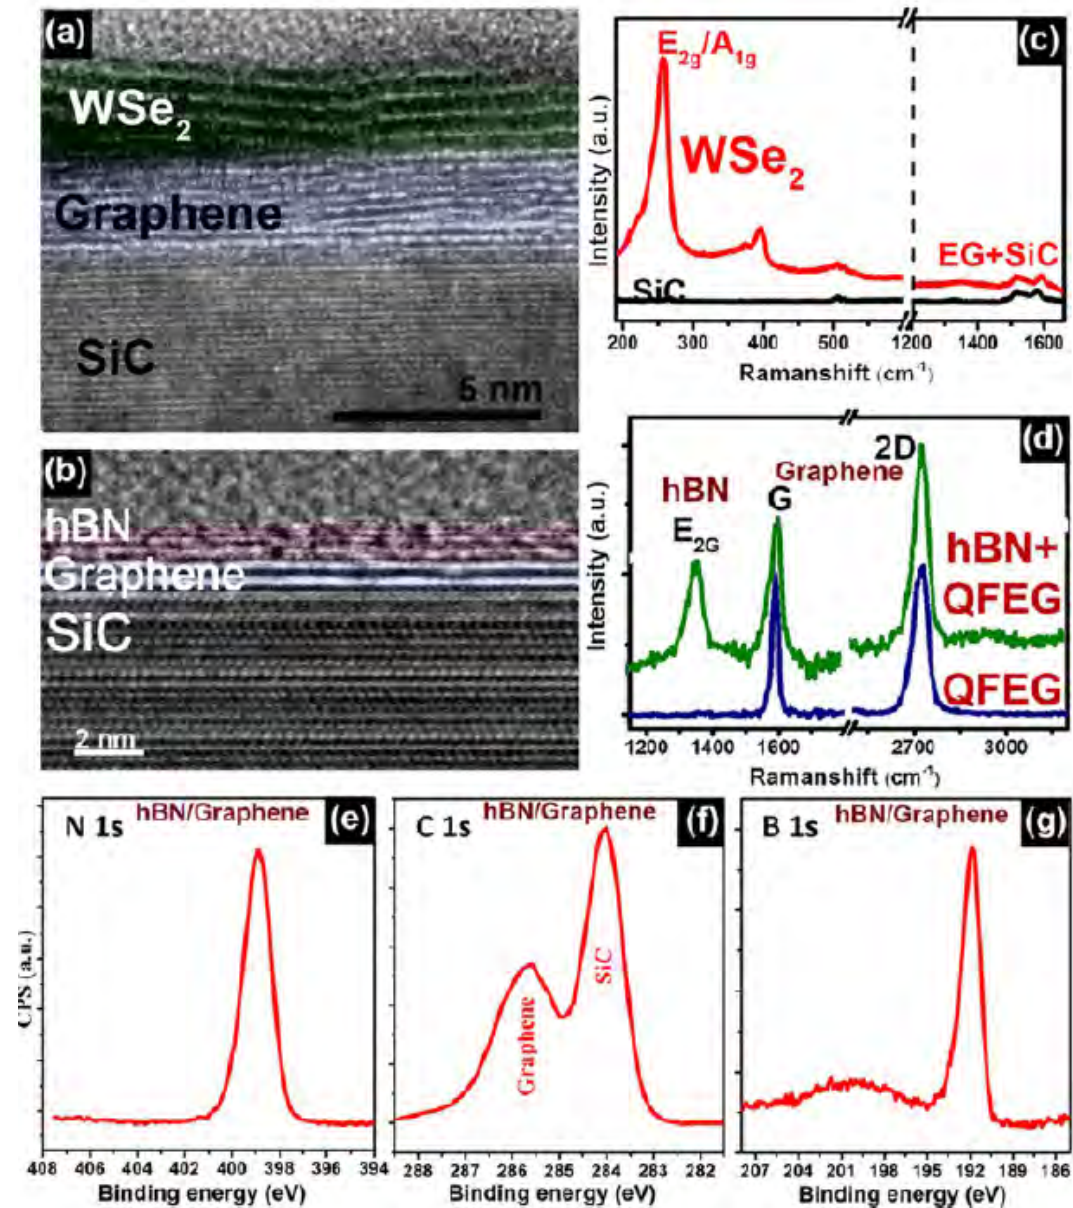 (a)
WSe₂
Graphene
SiC
5 nm
(b)
hBN
Graphene
SiC
2 nm
(c)
E₂g/A₁g
WSe₂
EG+SiC
SiC
Intensity (a.u.)
200 300 400 500 1200 1400 1600
Ramanshift (cm⁻¹)
(d)
2D
Graphene
hBN
G
E₂G
hBN+
QFEG
QFEG
Intensity (a.u.)
1200 1400 1600 2700 3000
Ramanshift (cm⁻¹)
N 1s hBN/Graphene (e)
CPS (a.u.)
408 406 404 402 400 398 396 394
Binding energy (eV)
C 1s hBN/Graphene (f)
Graphene
SiC
288 287 286 285 284 283 282
Binding energy (eV)
B 1s hBN/Graphene (g)
207 204 201 198 195 192 189 186
Binding energy (eV)